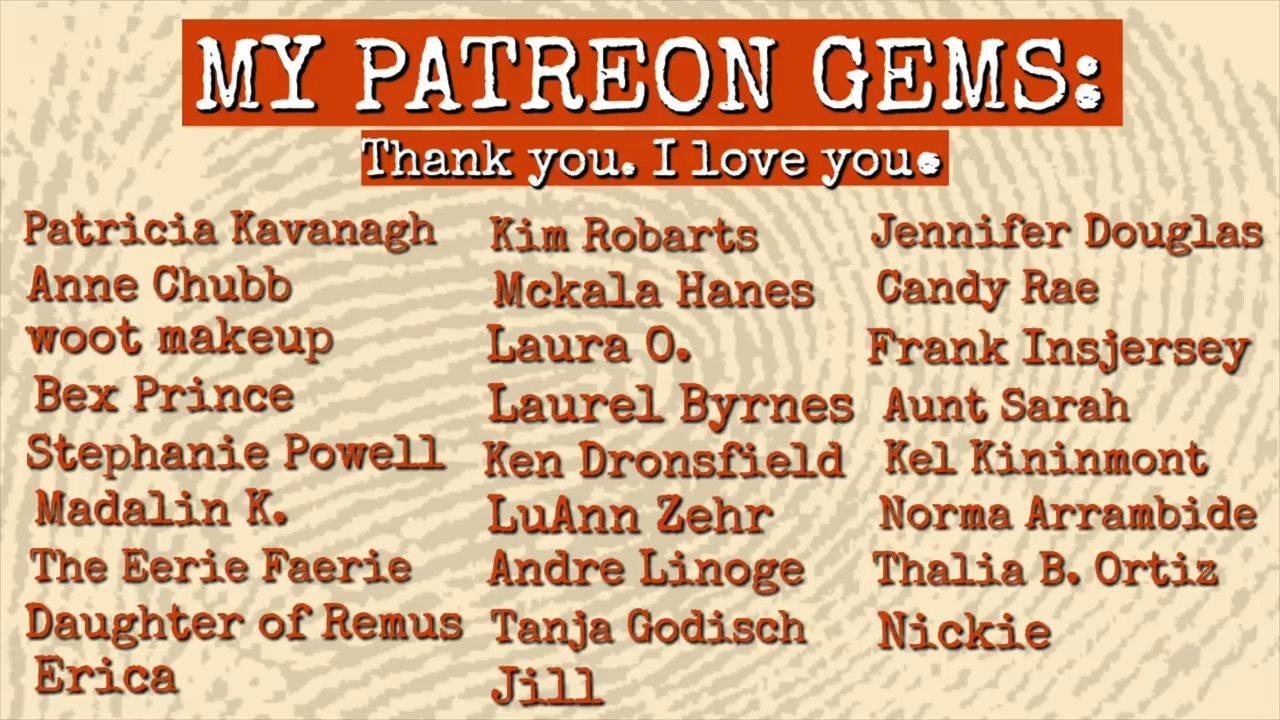 MY PATREON GEMS:
Thank you. I love you.
Patricia Kavanagh
Anne Chubb
woot makeup
Bex Prince
Stephanie Powell
Madalin K.
The Eerie Faerie
Daughter of Remus
Erica
Kim Robarts
Mckala Hanes
Laura O.
Laurel Byrnes
Ken Dronsfield
LuAnn Zehr
Andre Linoge
Tanja Godisch
Jill
Jennifer Douglas
Candy Rae
Frank Insjersey
Aunt Sarah
Kel Kininmont
Norma Arrambide
Thalia B. Ortiz
Nickie